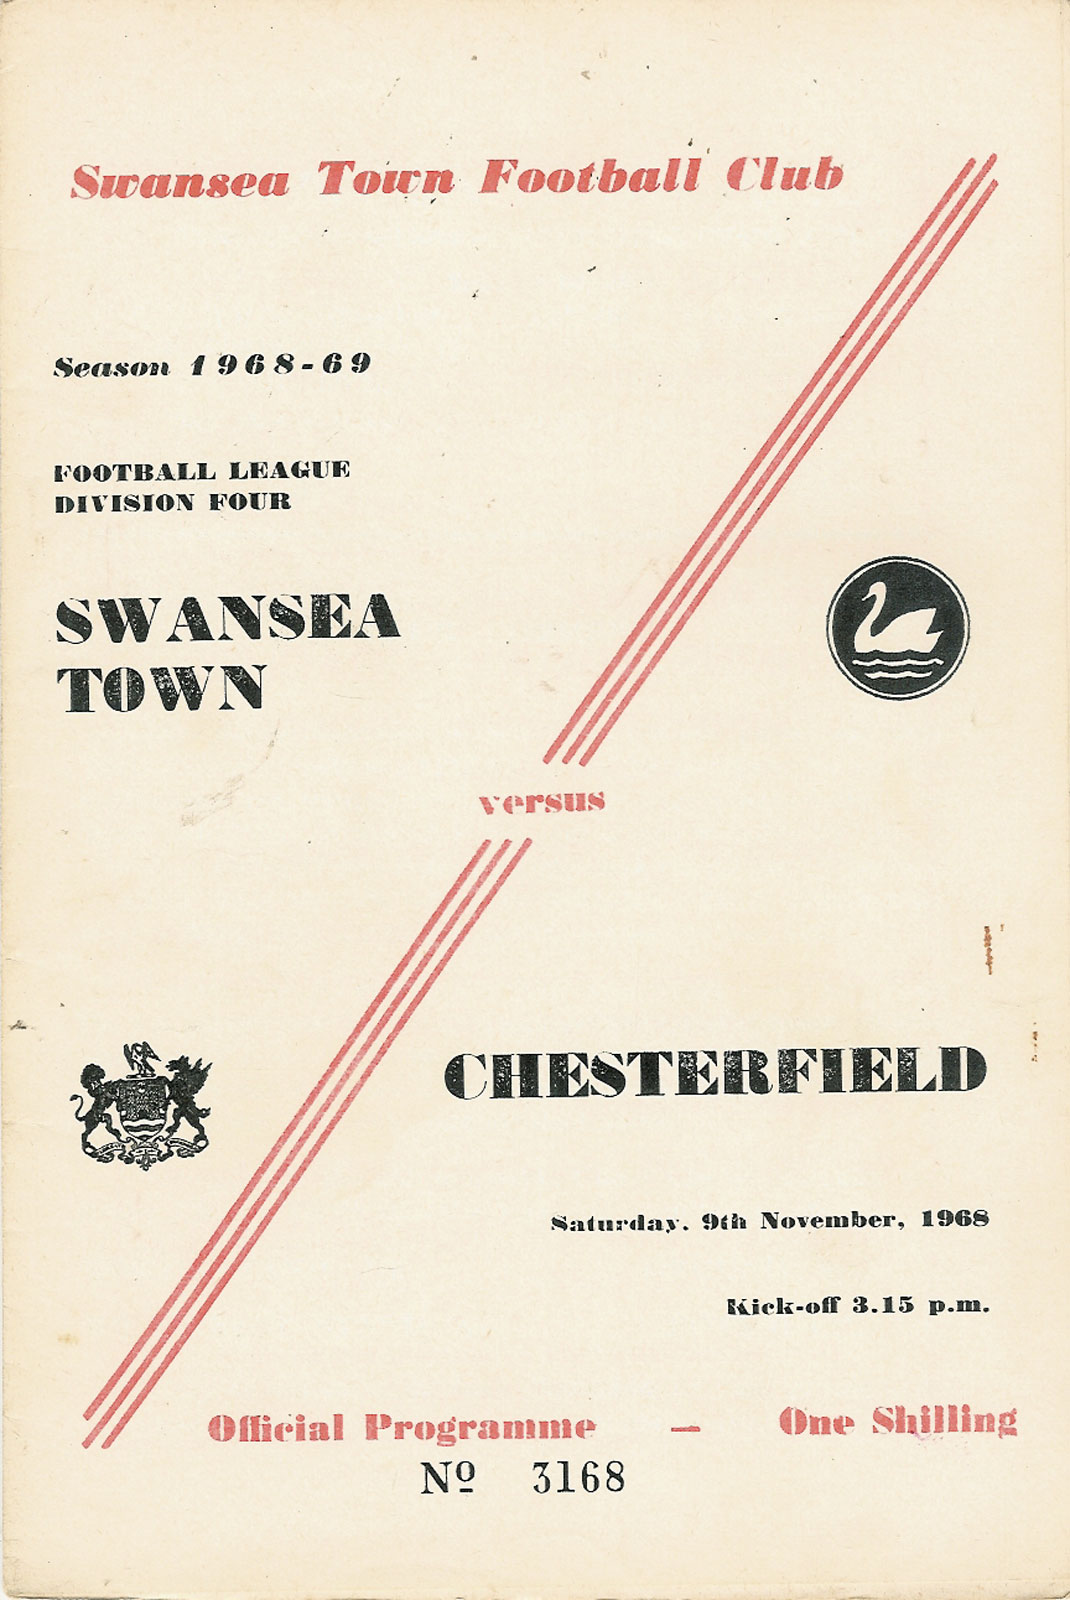 Swansea Town Football Club
Season 1968-69
FOOTBALL LEAGUE
DIVISION FOUR
SWANSEA
TOWN
versus
CHESTERFIELD
Saturday. 9th November, 1968
Kick-off 3.15 p.m.
Official Programme — One Shilling
Nº 3168